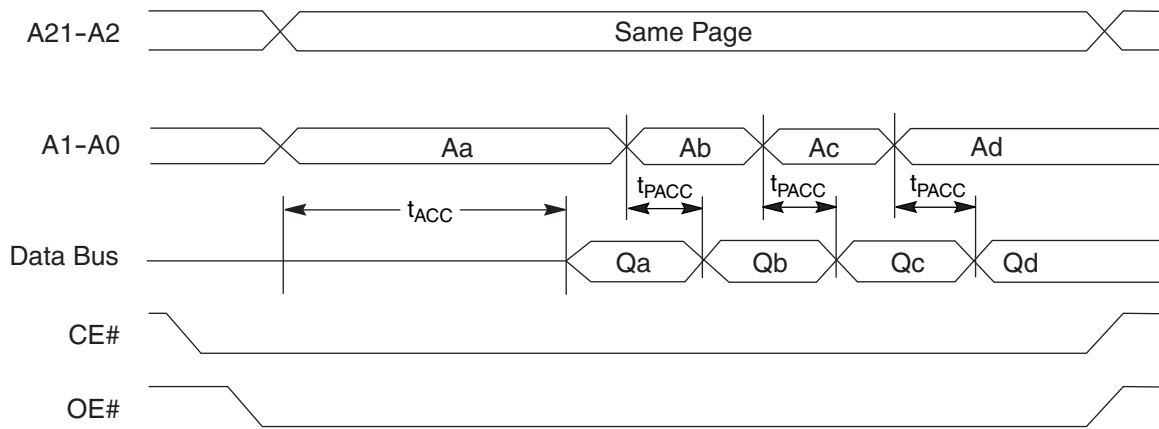 A21-A2 Same Page
A1-A0 Aa Ab Ac Ad
tACC tPACC tPACC tPACC
Data Bus Qa Qb Qc Qd
CE#
OE#